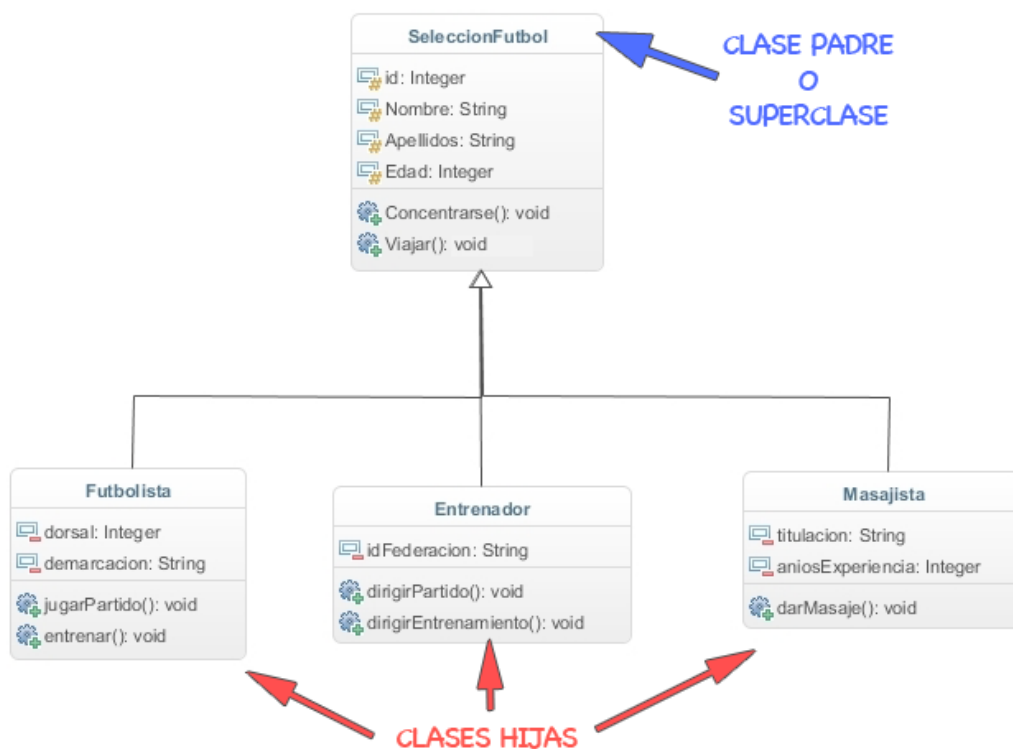 SeleccionFutbol
id: Integer
Nombre: String
Apellidos: String
Edad: Integer
Concentrarse(): void
Viajar(): void
CLASE PADRE
O
SUPERCLASE
Futbolista
dorsal: Integer
demarcacion: String
jugarPartido(): void
entrenar(): void
Entrenador
idFederacion: String
dirigirPartido(): void
dirigirEntrenamiento(): void
Masajista
titulacion: String
aniosExperiencia: Integer
darMasaje(): void
CLASES HIJAS